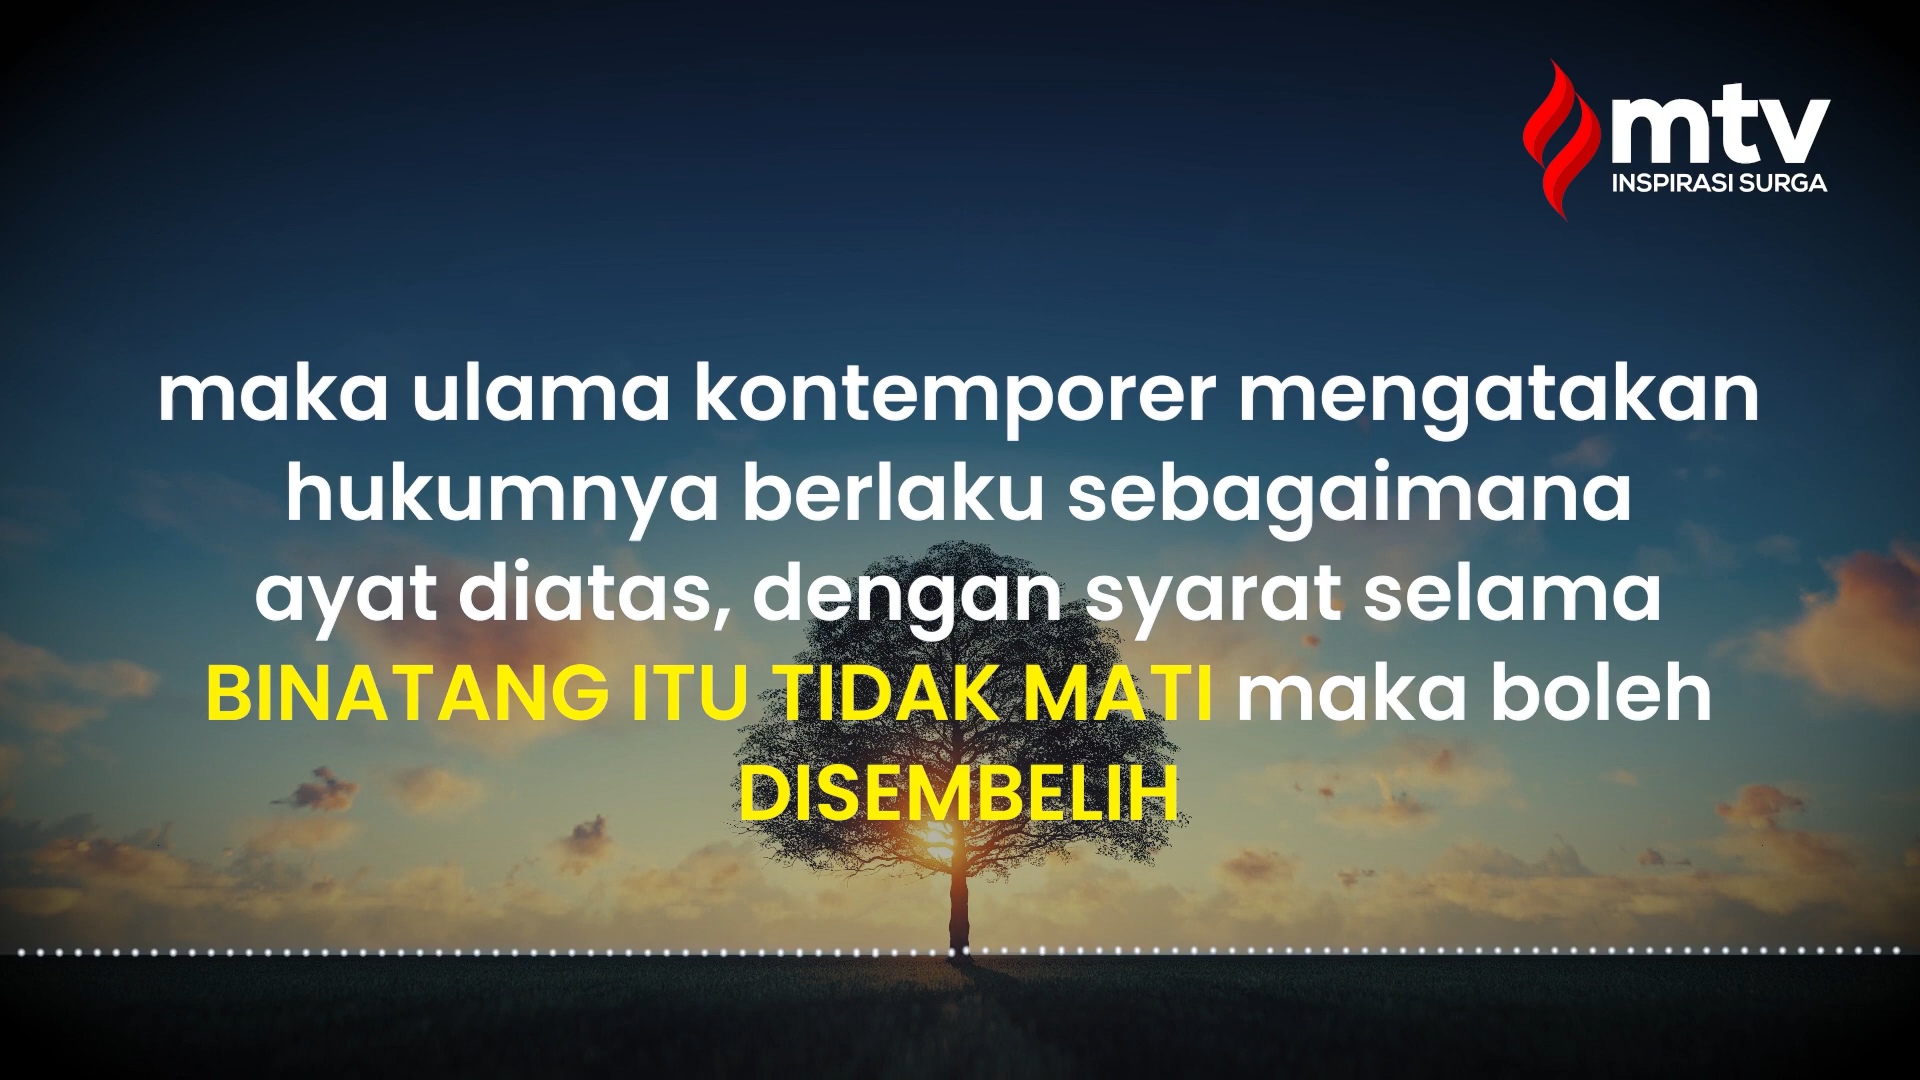 mtv
INSPIRASI SURGA
maka ulama kontemporer mengatakan
hukumnya berlaku sebagaimana
ayat diatas, dengan syarat selama
BINATANG ITU TIDAK MATI maka boleh
DISEMBELIH